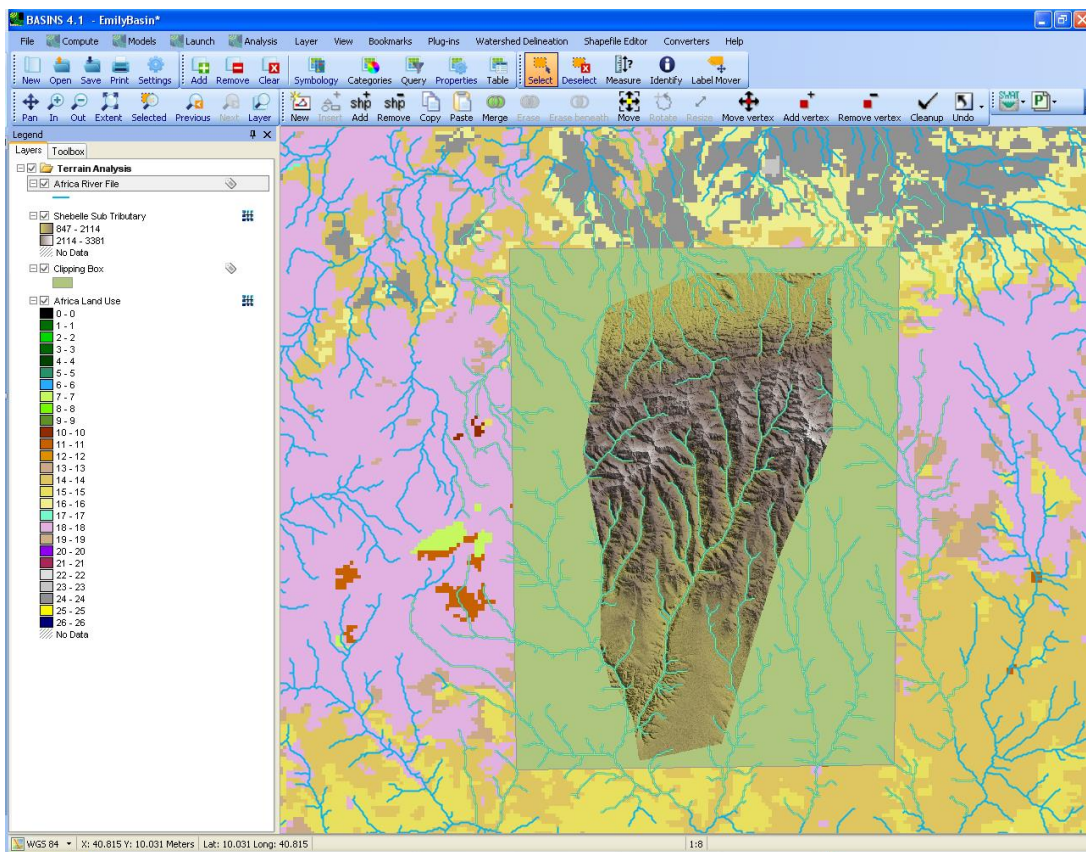 BASINS 4.1 - EmilyBasin*
File Compute Models Launch Analysis Layer View Bookmarks Plug-ins Watershed Delineation Shapefile Editor Converters Help
New Open Save Print Settings Add Remove Clear Symbology Categories Query Properties Table Select Deselect Measure Identify Label Mover
Pan In Out Extent Selected Previous Next Layer New Insert Add Remove Copy Paste Merge Erase Erase beneath Move Rotate Resize Move vertex Add vertex Remove vertex Cleanup Undo
Legend
Layers Toolbox
Terrain Analysis
Africa River File
Shebelle Sub Tributary
847 - 2114
2114 - 3381
No Data
Clipping Box
Africa Land Use
0 - 0
1 - 1
2 - 2
3 - 3
4 - 4
5 - 5
6 - 6
7 - 7
8 - 8
9 - 9
10 - 10
11 - 11
12 - 12
13 - 13
14 - 14
15 - 15
16 - 16
17 - 17
18 - 18
19 - 19
20 - 20
21 - 21
22 - 22
23 - 23
24 - 24
25 - 25
26 - 26
No Data
WGS 84 X: 40.815 Y: 10.031 Meters Lat: 10.031 Long: 40.815 1:8